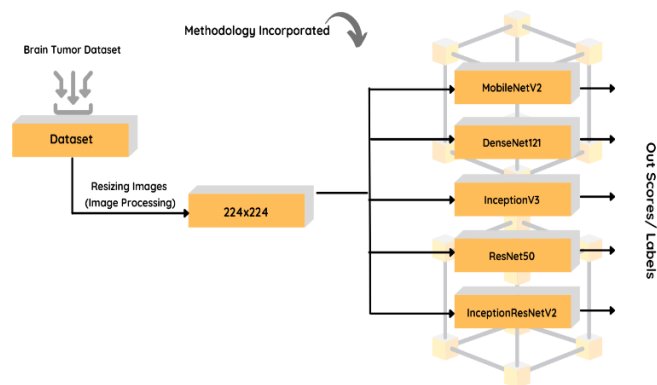 Methodology Incorporated
Brain Tumor Dataset
Dataset
Resizing Images
(Image Processing)
224x224
MobileNetV2
DenseNet121
InceptionV3
ResNet50
InceptionResNetV2
Out Scores/ Labels